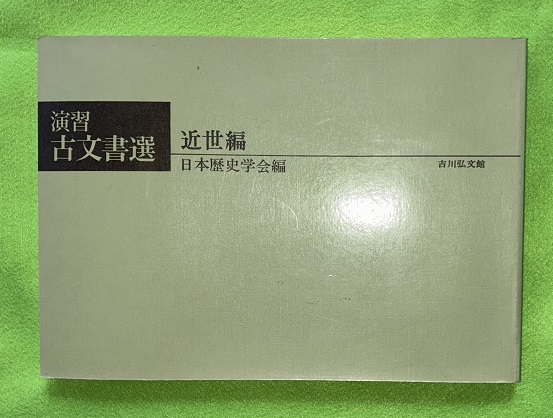 演習
古文書選
近世編
日本歴史学会編
吉川弘文館